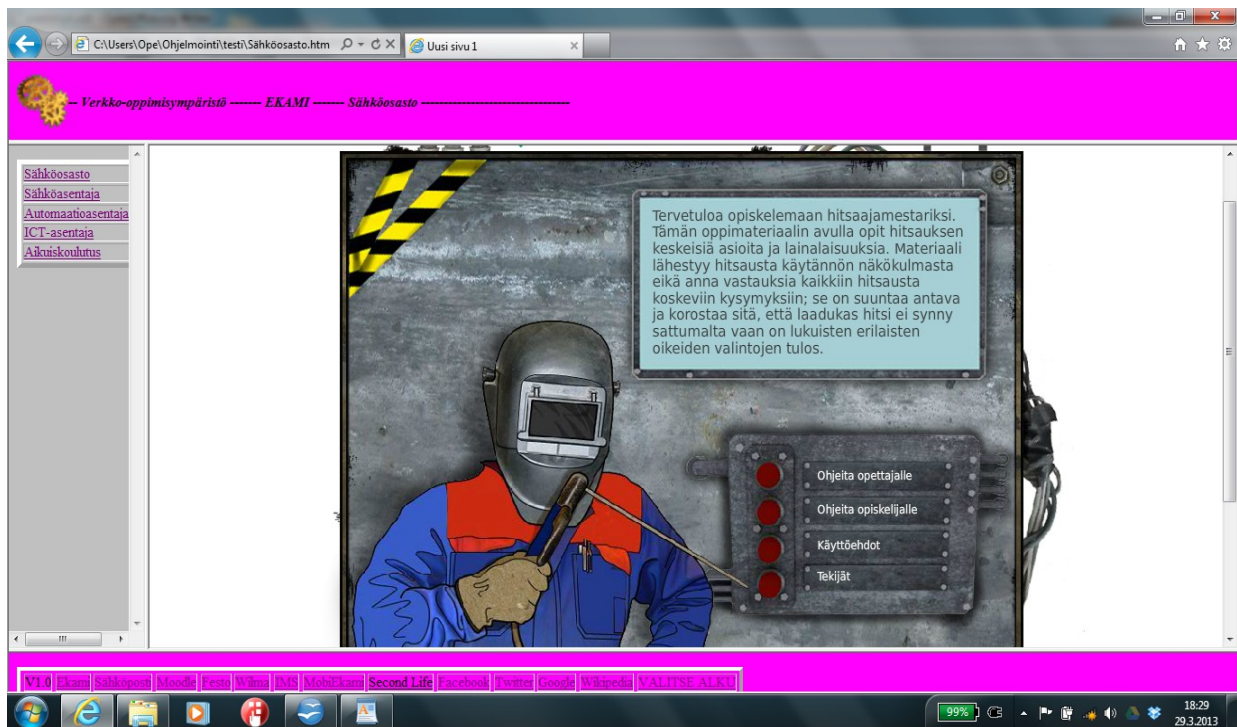 C:\Users\Ope\Ohjelmointi\testi\Sähköosasto.htm
Uusi sivu 1
-- Verkko-oppimisympäristö ------- EKAMI ------- Sähköosasto ---------------------------------
Sähköosasto
Sähköasentaja
Automaatioasentaja
ICT-asentaja
Aikuiskoulutus
Tervetuloa opiskelemaan hitsaajamestariksi.
Tämän oppimateriaalin avulla opit hitsauksen
keskeisiä asioita ja lainalaisuuksia. Materiaali
lähestyy hitsausta käytännön näkökulmasta
eikä anna vastauksia kaikkiin hitsausta
koskeviin kysymyksiin; se on suuntaa antava
ja korostaa sitä, että laadukas hitsi ei synny
sattumalta vaan on lukuisten erilaisten
oikeiden valintojen tulos.
Ohjeita opettajalle
Ohjeita opiskelijalle
Käyttöehdot
Tekijät
V1.0 Ekami Sähköposti Moodle Festo Wilma IMS MobiEkami Second Life Facebook Twitter Google Wikipedia VALITSE ALKU
99%
18:29
29.3.2013